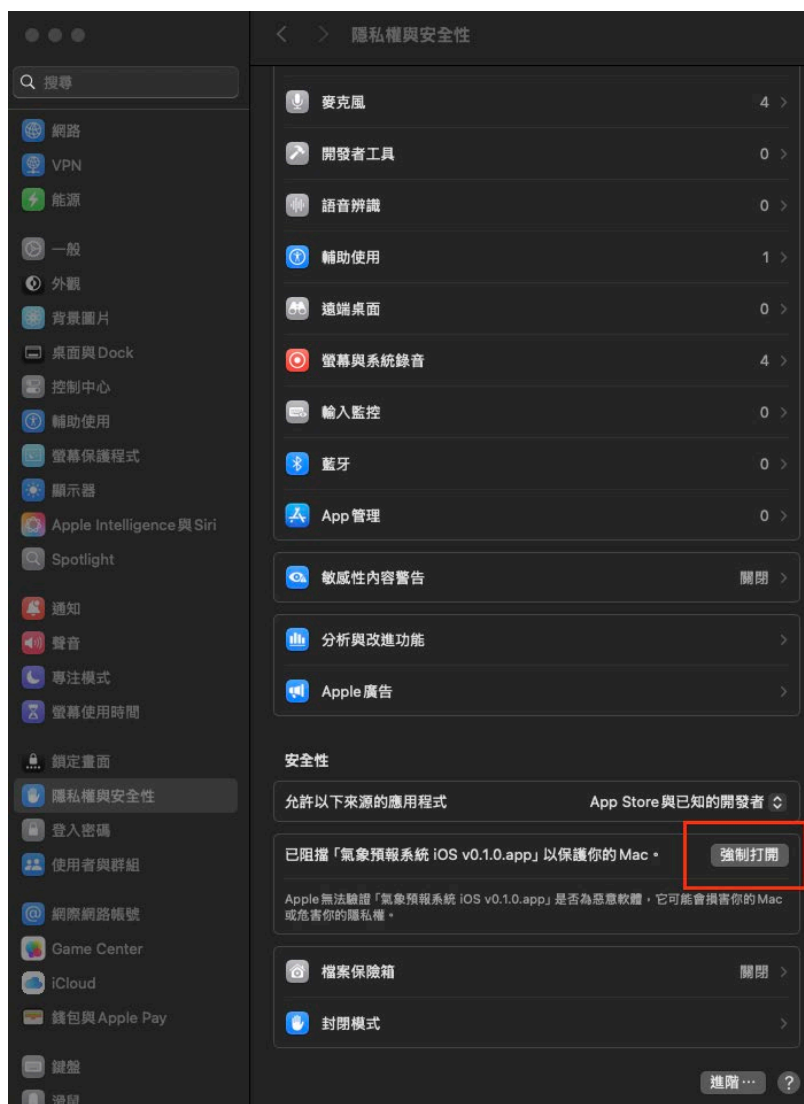 隱私權與安全性
搜尋
網路
VPN
能源
一般
外觀
背景圖片
桌面與Dock
控制中心
輔助使用
螢幕保護程式
顯示器
Apple Intelligence與Siri
Spotlight
通知
聲音
專注模式
螢幕使用時間
鎖定畫面
隱私權與安全性
登入密碼
使用者與群組
網際網路帳號
Game Center
iCloud
錢包與Apple Pay
鍵盤
滑鼠
麥克風 4
開發者工具 0
語音辨識 0
輔助使用 1
遠端桌面 0
螢幕與系統錄音 4
輸入監控 0
藍牙 0
App管理 0
敏感性內容警告 關閉
分析與改進功能
Apple廣告
安全性
允許以下來源的應用程式 App Store與已知的開發者
已阻擋「氣象預報系統 iOS v0.1.0.app」以保護你的Mac。 強制打開
Apple無法驗證「氣象預報系統 iOS v0.1.0.app」是否為惡意軟體,它可能會損害你的Mac
或危害你的隱私權。
檔案保險箱 關閉
封閉模式
進階⋯ ?